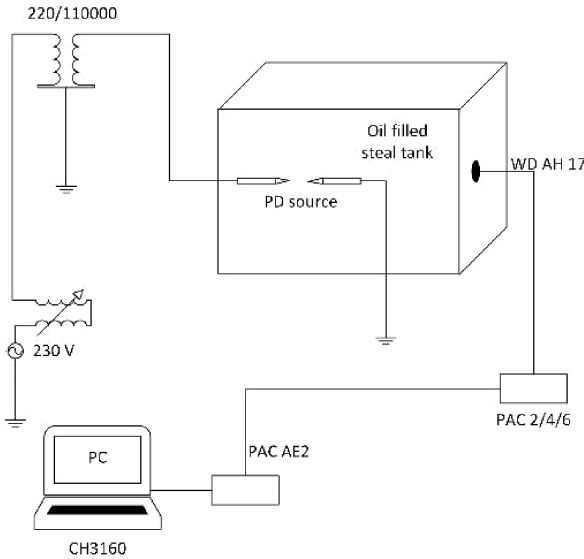 220/110000
Oil filled
steal tank
WD AH 17
PD source
230 V
PAC 2/4/6
PAC AE2
PC
CH3160